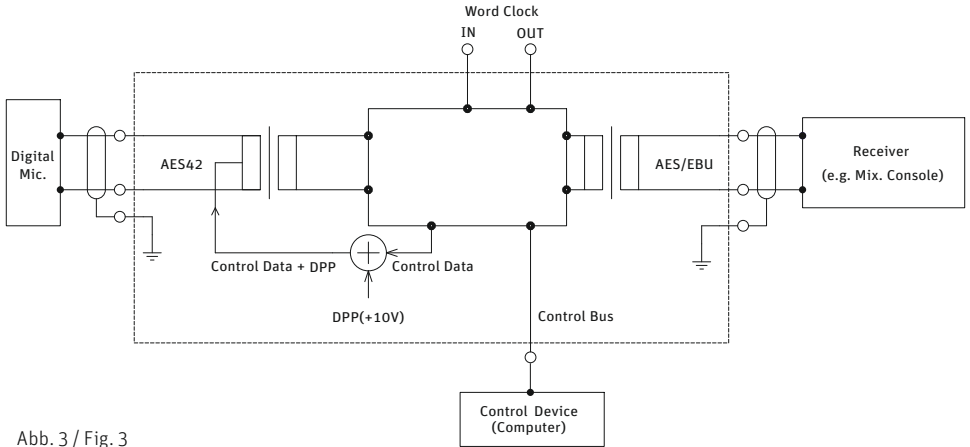 Word Clock
IN OUT
Digital
Mic.
AES42
AES/EBU
Receiver
(e.g. Mix. Console)
Control Data + DPP
Control Data
DPP(+10V)
Control Bus
Control Device
(Computer)
Abb. 3 / Fig. 3